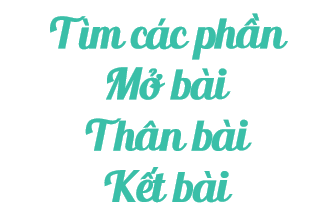 Tìm các phần
Mở bài
Thân bài
Kết bài